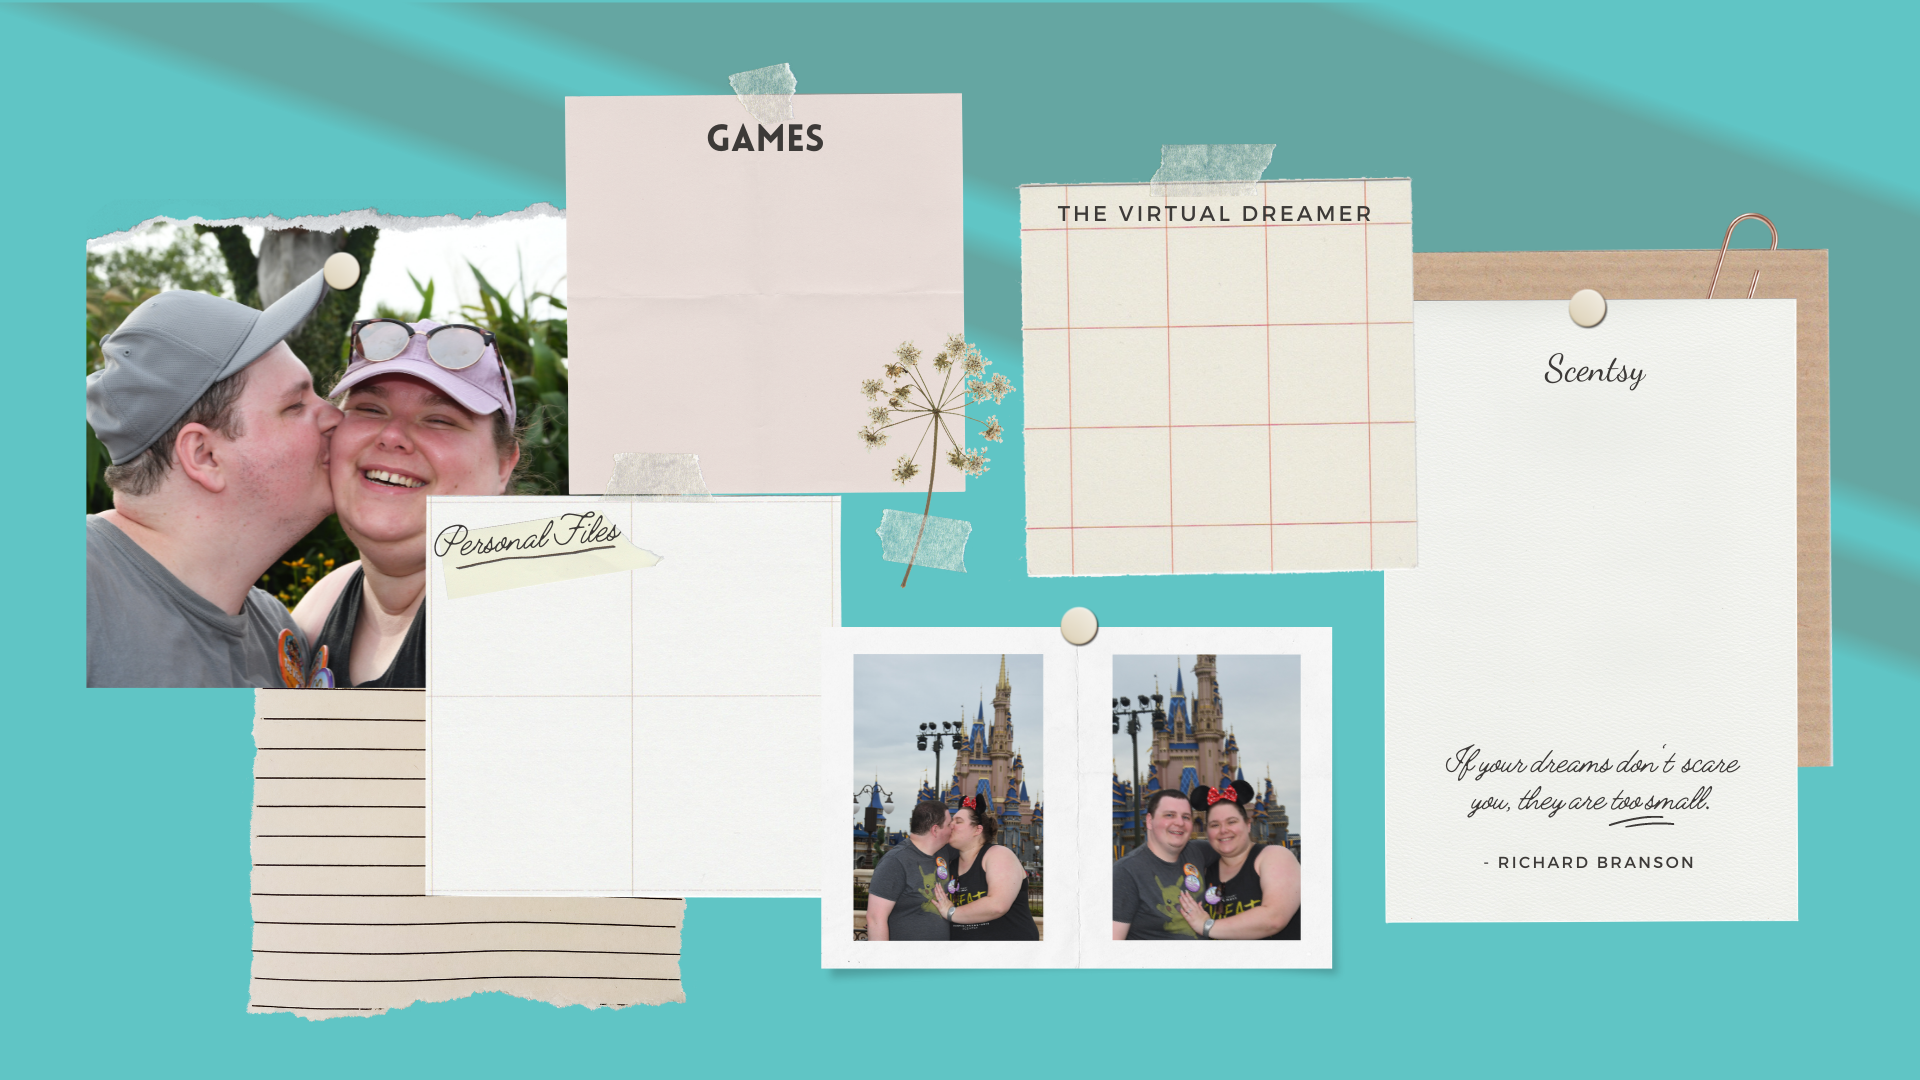 GAMES
THE VIRTUAL DREAMER
Scentsy
Personal Files
If your dreams don't scare
you, they are too small.
- RICHARD BRANSON